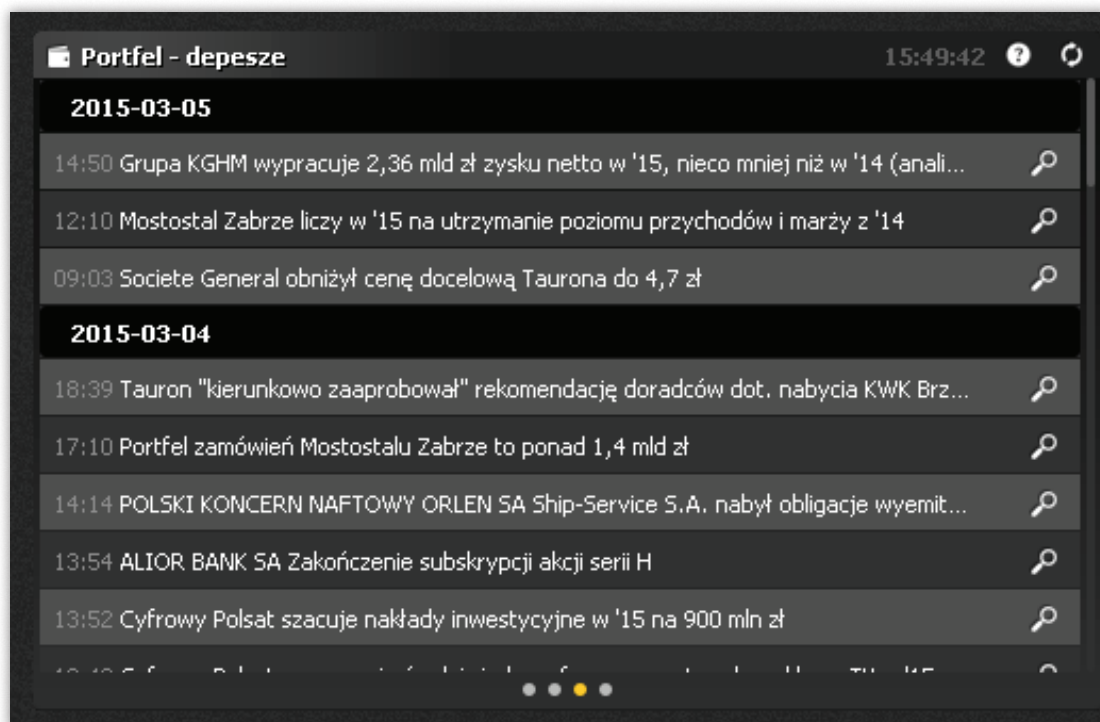 Portfel - depesze 15:49:42 ?
2015-03-05
14:50 Grupa KGHM wypracuje 2,36 mld zł zysku netto w '15, nieco mniej niż w '14 (anali...
12:10 Mostostal Zabrze liczy w '15 na utrzymanie poziomu przychodów i marży z '14
09:03 Societe General obniżył cenę docelową Taurona do 4,7 zł
2015-03-04
18:39 Tauron "kierunkowo zaaprobował" rekomendację doradców dot. nabycia KWK Brz...
17:10 Portfel zamówień Mostostalu Zabrze to ponad 1,4 mld zł
14:14 POLSKI KONCERN NAFTOWY ORLEN SA Ship-Service S.A. nabył obligacje wyemit...
13:54 ALIOR BANK SA Zakończenie subskrypcji akcji serii H
13:52 Cyfrowy Polsat szacuje nakłady inwestycyjne w '15 na 900 mln zł